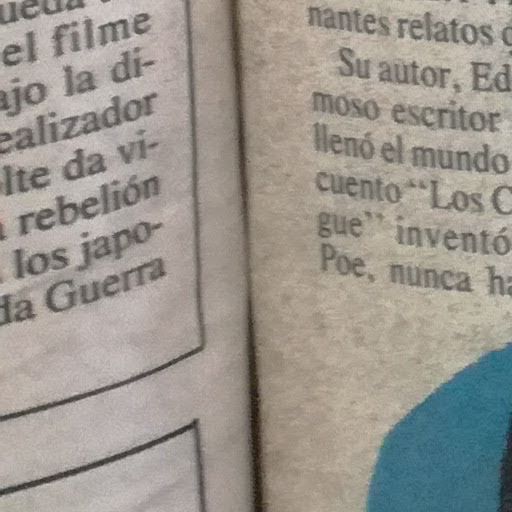 el filme
ajo la di-
ealizador
lte da vi-
rebelión
los japo-
da Guerra
nantes relatos
Su autor, Ed
moso escritor
llenó el mundo
cuento "Los C
gue" inventó
Poe, nunca ha